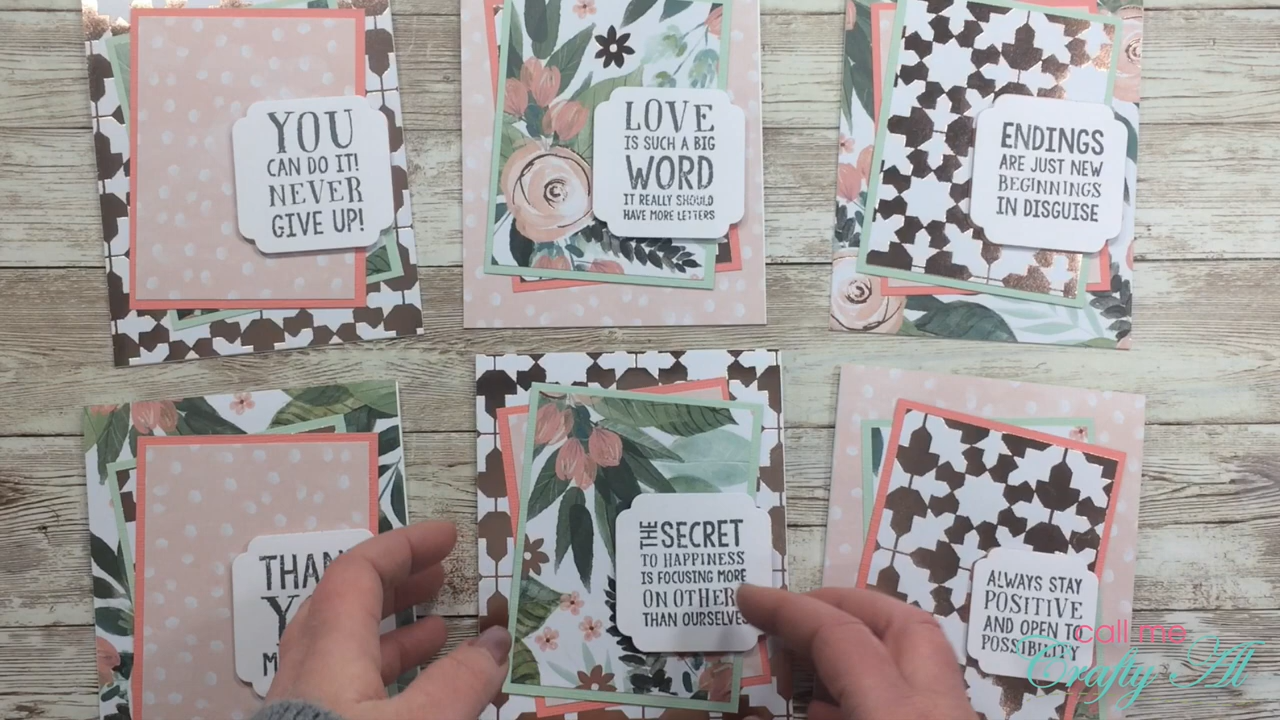 YOU
CAN DO IT!
NEVER
GIVE UP!
LOVE
IS SUCH A BIG
WORD
IT REALLY SHOULD
HAVE MORE LETTERS
ENDINGS
ARE JUST NEW
BEGINNINGS
IN DISGUISE
THE SECRET
TO HAPPINESS
IS FOCUSING MORE
ON OTHERS
THAN OURSELVES
ALWAYS STAY
POSITIVE
AND OPEN TO
POSSIBILITY
call me
Crafty Al